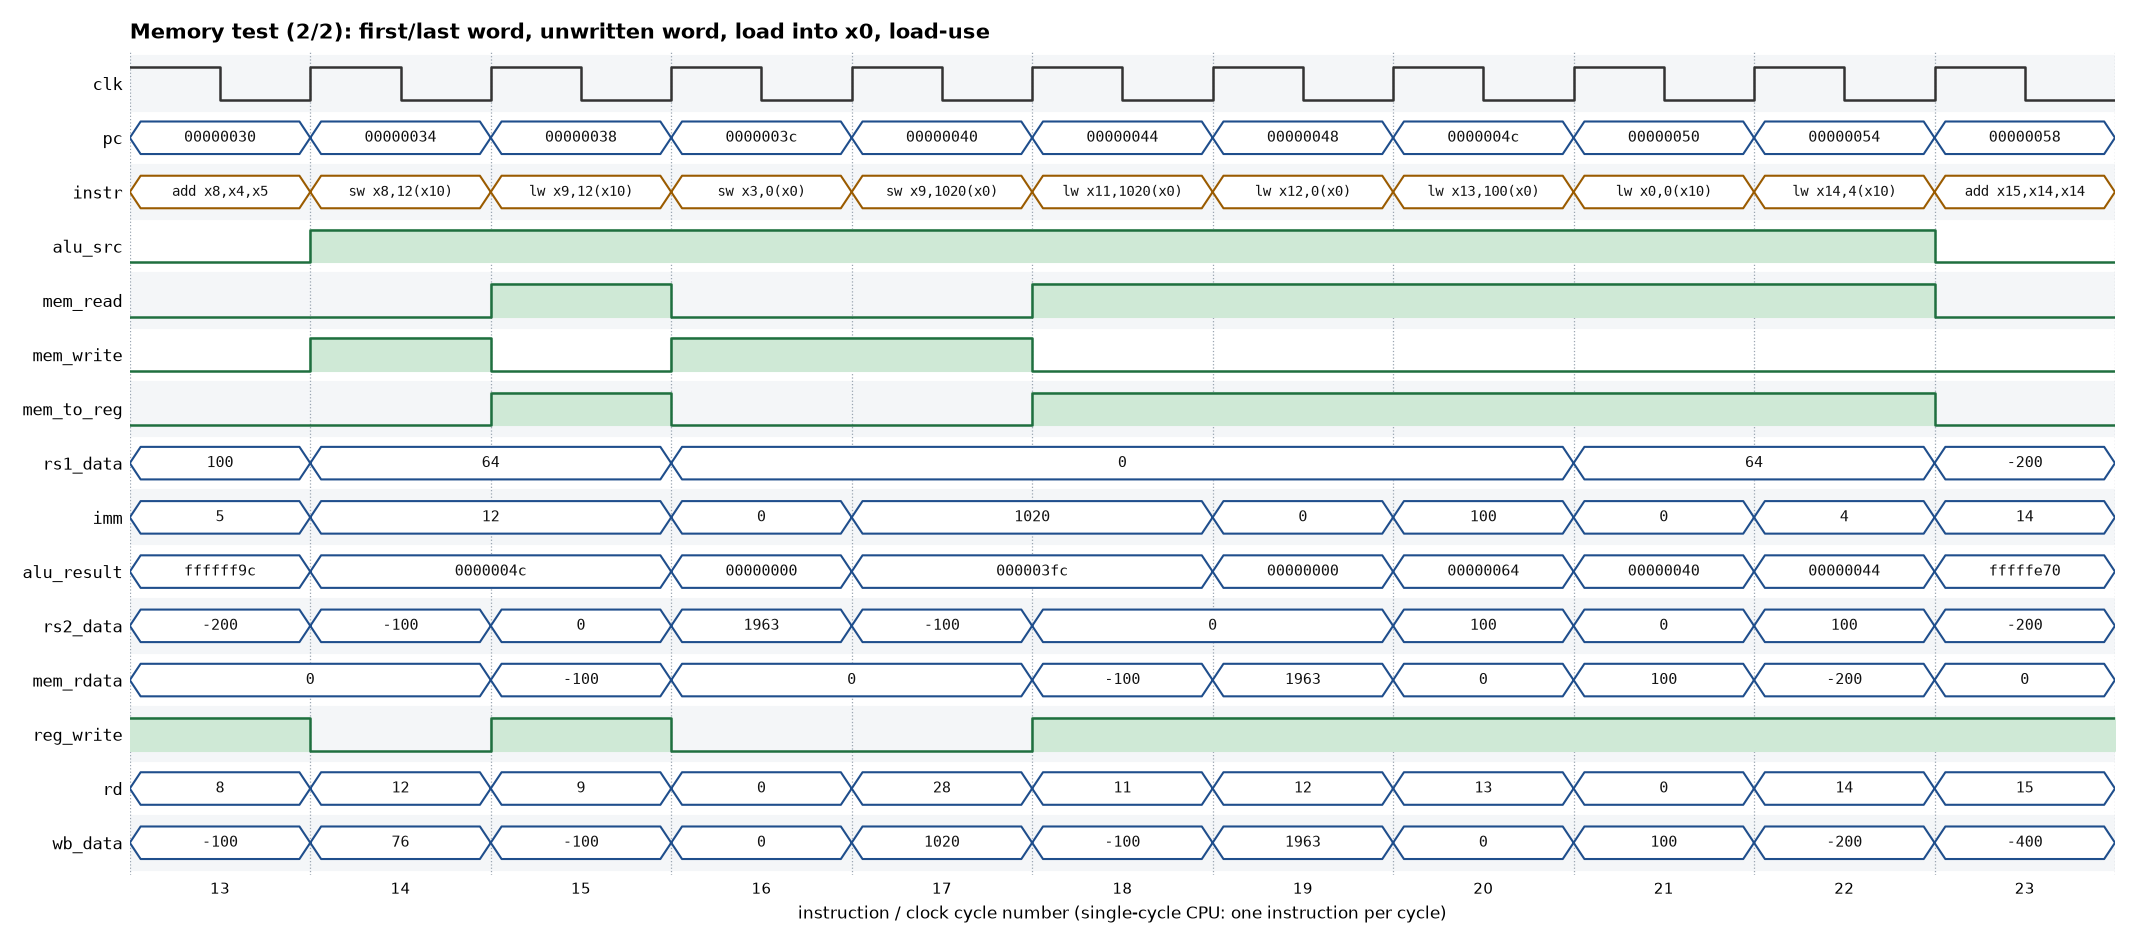 Memory test (2/2): first/last word, unwritten word, load into x0, load-use
clk
pc 00000030 00000034 00000038 0000003c 00000040 00000044 00000048 0000004c 00000050 00000054 00000058
instr add x8,x4,x5 sw x8,12(x10) lw x9,12(x10) sw x3,0(x0) sw x9,1020(x0) lw x11,1020(x0) lw x12,0(x0) lw x13,100(x0) lw x0,0(x10) lw x14,4(x10) add x15,x14,x14
alu_src
mem_read
mem_write
mem_to_reg
rs1_data 100 64 0 64 -200
imm 5 12 0 1020 0 100 0 4 14
alu_result ffffff9c 0000004c 00000000 000003fc 00000000 00000064 00000040 00000044 fffffe70
rs2_data -200 -100 0 1963 -100 0 100 0 100 -200
mem_rdata 0 -100 0 -100 1963 0 100 -200 0
reg_write
rd 8 12 9 0 28 11 12 13 0 14 15
wb_data -100 76 -100 0 1020 -100 1963 0 100 -200 -400
13 14 15 16 17 18 19 20 21 22 23
instruction / clock cycle number (single-cycle CPU: one instruction per cycle)